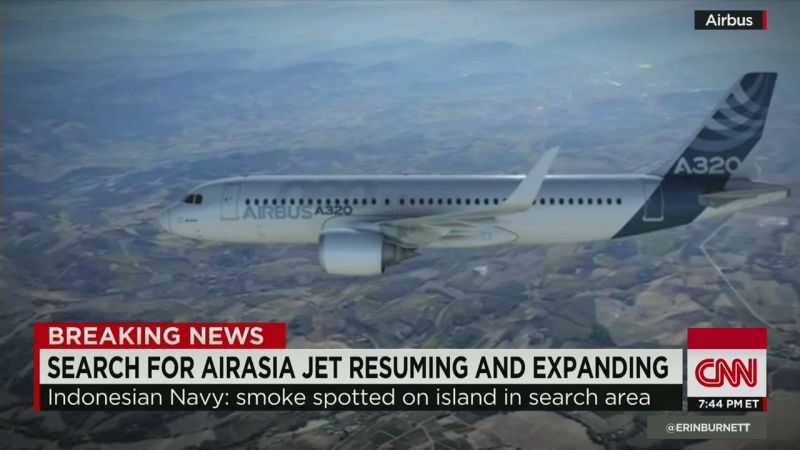 Airbus
A320
AIRBUS A320
BREAKING NEWS
SEARCH FOR AIRASIA JET RESUMING AND EXPANDING
Indonesian Navy: smoke spotted on island in search area
CNN
7:44 PM ET
@ERINBURNETT